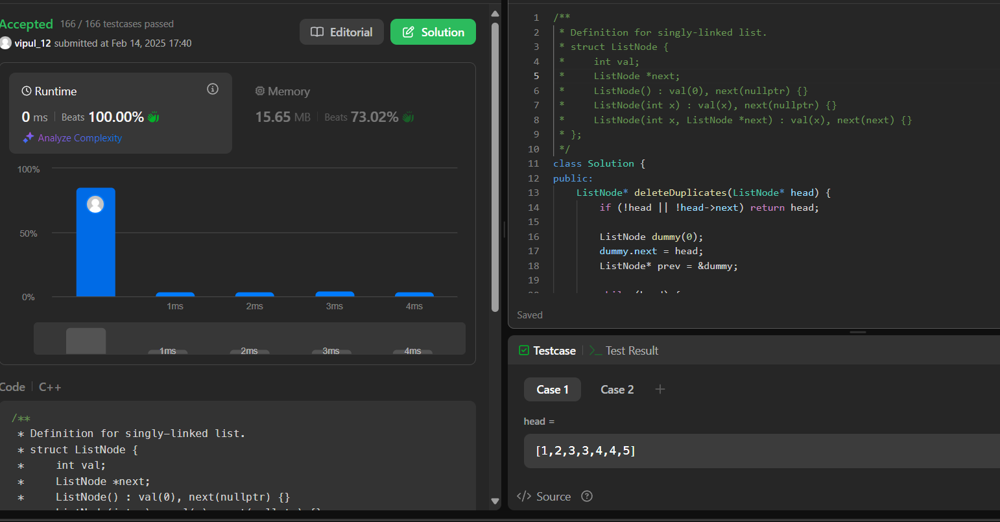 Accepted 166 / 166 testcases passed
vipul_12 submitted at Feb 14, 2025 17:40
Editorial
Solution
Runtime
0 ms | Beats 100.00%
Analyze Complexity
Memory
15.65 MB | Beats 73.02%
100%
50%
0%
1ms 2ms 3ms 4ms
1ms 2ms 3ms 4ms
Code | C++
/**
* Definition for singly-linked list.
* struct ListNode {
*     int val;
*     ListNode *next;
*     ListNode() : val(0), next(nullptr) {}
1 /**
2  * Definition for singly-linked list.
3  * struct ListNode {
4  *     int val;
5  *     ListNode *next;
6  *     ListNode() : val(0), next(nullptr) {}
7  *     ListNode(int x) : val(x), next(nullptr) {}
8  *     ListNode(int x, ListNode *next) : val(x), next(next) {}
9  * };
10  */
11 class Solution {
12 public:
13     ListNode* deleteDuplicates(ListNode* head) {
14         if (!head || !head->next) return head;
15
16         ListNode dummy(0);
17         dummy.next = head;
18         ListNode* prev = &dummy;
19
Saved
Testcase | >_ Test Result
Case 1 Case 2 +
head =
[1,2,3,3,4,4,5]
</> Source ?